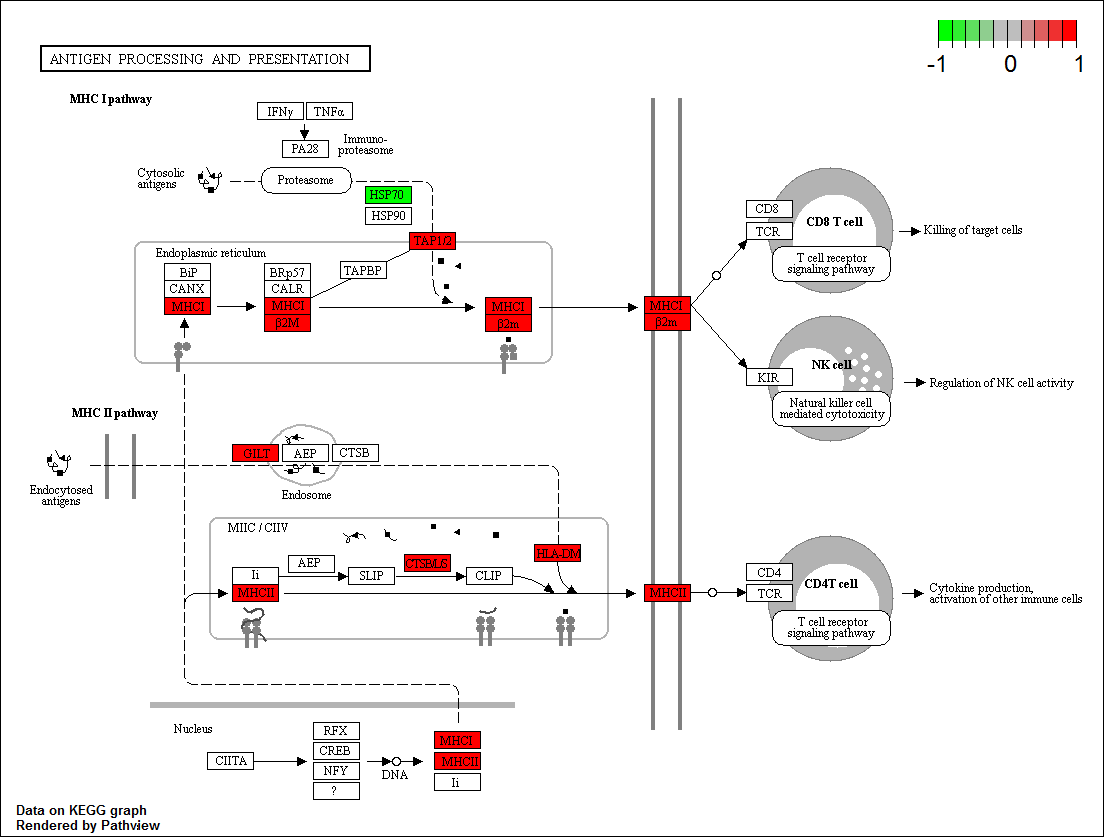 -1 0 1
ANTIGEN PROCESSING AND PRESENTATION
MHC I pathway
IFNγ TNFα
PA28
Immuno-
proteasome
Cytosolic
antigens
Proteasome
HSP70
HSP90
TAP1/2
Endoplasmic reticulum
BiP
CANX
MHCI
BRp57
CALR
MHCI
β2M
TAPBP
MHCI
β2m
MHCI
β2m
CD8
TCR
CD8 T cell
T cell receptor
signaling pathway
Killing of target cells
KIR
NK cell
Natural killer cell
mediated cytotoxicity
Regulation of NK cell activity
MHC II pathway
Endocytosed
antigens
GILT AEP CTSB
Endosome
MIIC / CIIV
HLA-DM
Ii
MHCII
AEP
SLIP
CTSB/LS
CLIP
MHCII
CD4
TCR
CD4T cell
T cell receptor
signaling pathway
Cytokine production,
activation of other immune cells
Nucleus
CIITA
RFX
CREB
NFY
?
DNA
MHCI
MHCII
Ii
Data on KEGG graph
Rendered by Pathview